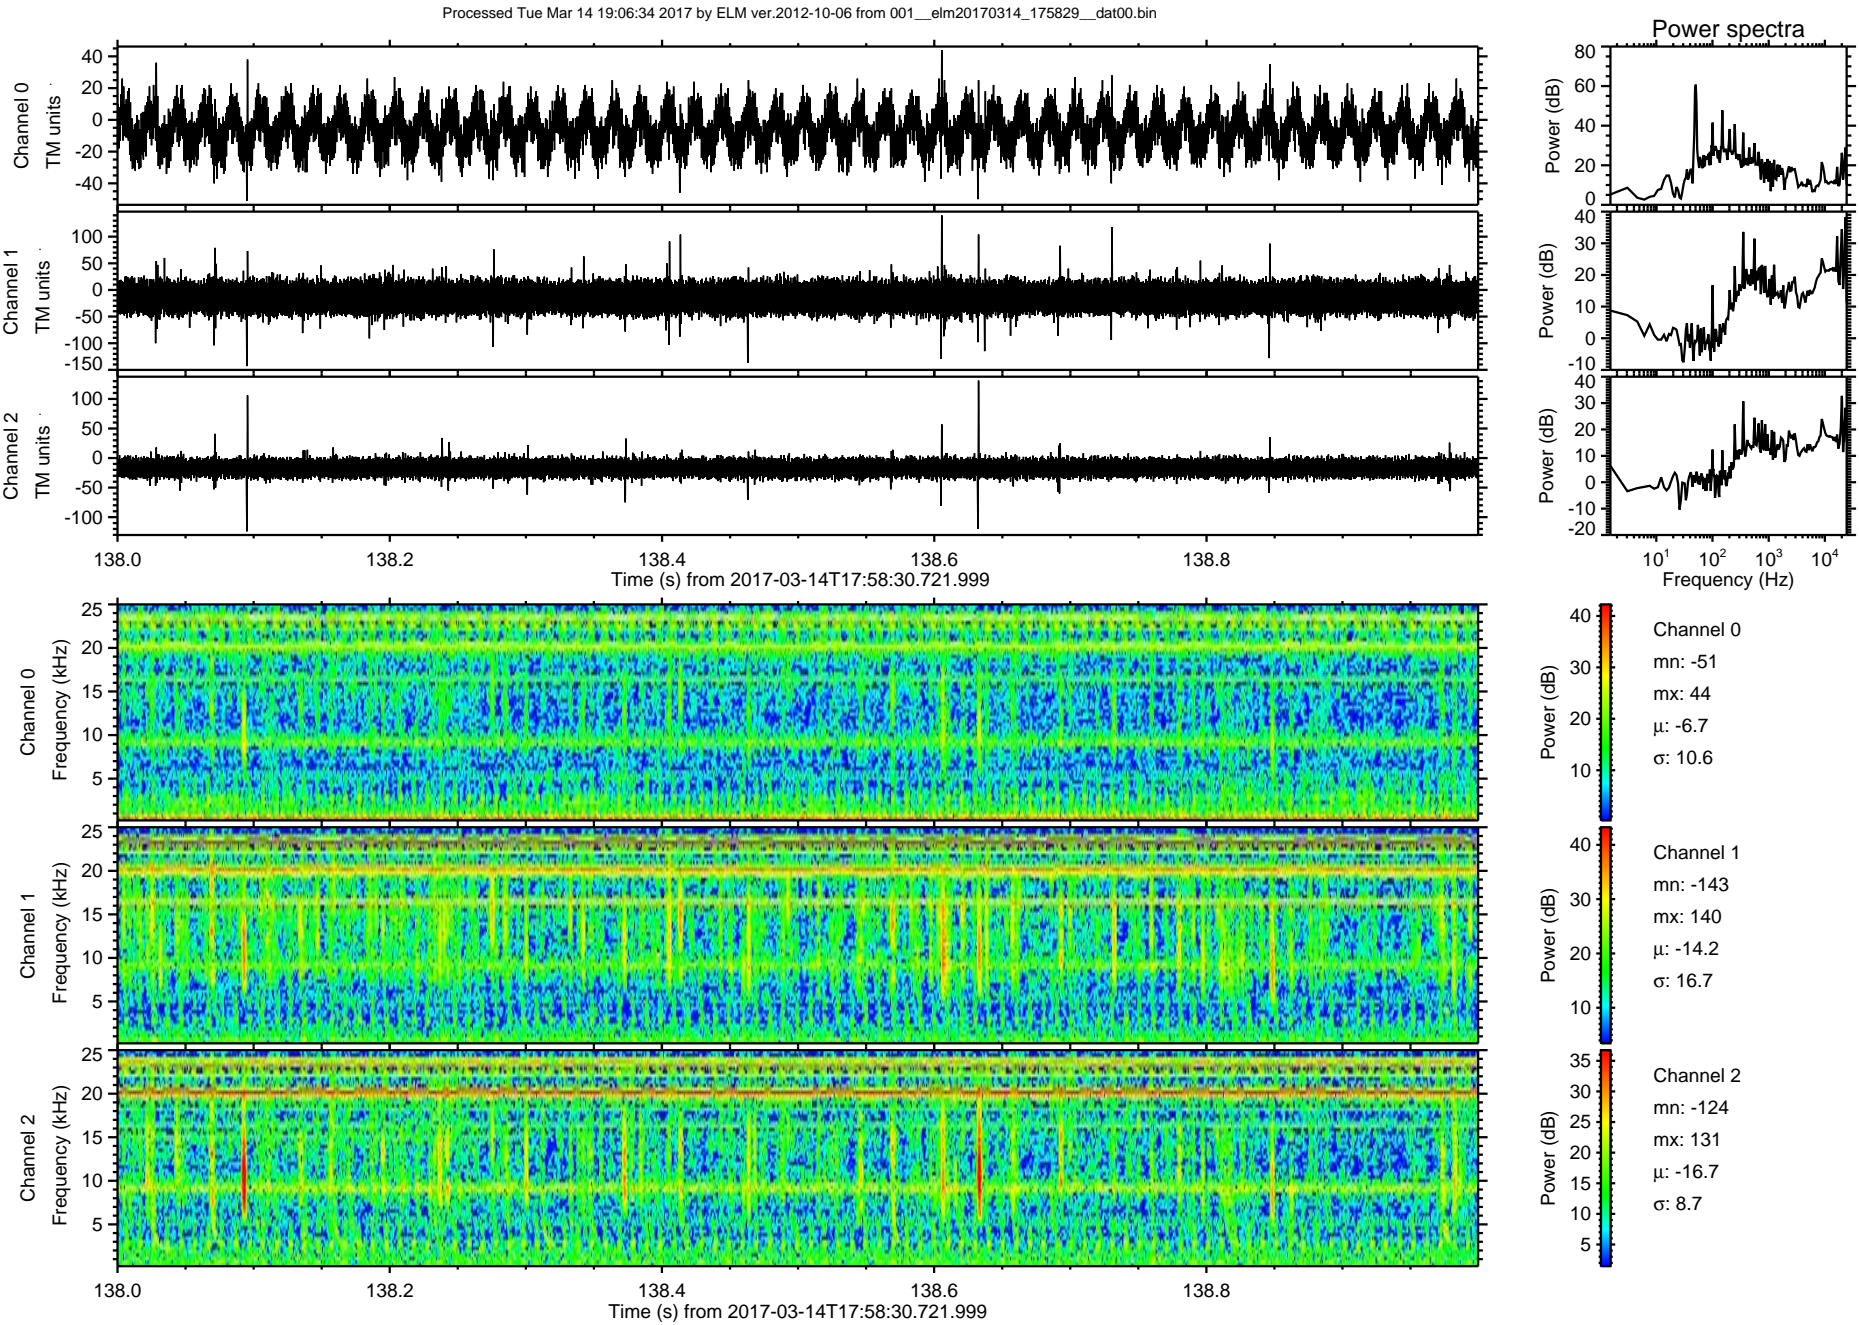 Processed Tue Mar 14 19:06:34 2017 by ELM ver.2012-10-06 from 001__elm20170314_175829__dat00.bin
Power spectra
Channel 0
TM units
40
20
0
-20
-40
Power (dB)
80
60
40
20
0
Channel 1
TM units
100
50
0
-50
-100
-150
Power (dB)
40
30
20
10
0
-10
Channel 2
TM units
100
50
0
-50
-100
Power (dB)
40
30
20
10
0
-10
-20
138.0 138.2 138.4 138.6 138.8
Time (s) from 2017-03-14T17:58:30.721.999
10^1 10^2 10^3 10^4
Frequency (Hz)
Channel 0
Frequency (kHz)
25
20
15
10
5
Power (dB)
40
30
20
10
Channel 0
mn: -51
mx: 44
μ: -6.7
σ: 10.6
Channel 1
Frequency (kHz)
25
20
15
10
5
Power (dB)
40
30
20
10
Channel 1
mn: -143
mx: 140
μ: -14.2
σ: 16.7
Channel 2
Frequency (kHz)
25
20
15
10
5
Power (dB)
35
30
25
20
15
10
5
Channel 2
mn: -124
mx: 131
μ: -16.7
σ: 8.7
138.0 138.2 138.4 138.6 138.8
Time (s) from 2017-03-14T17:58:30.721.999